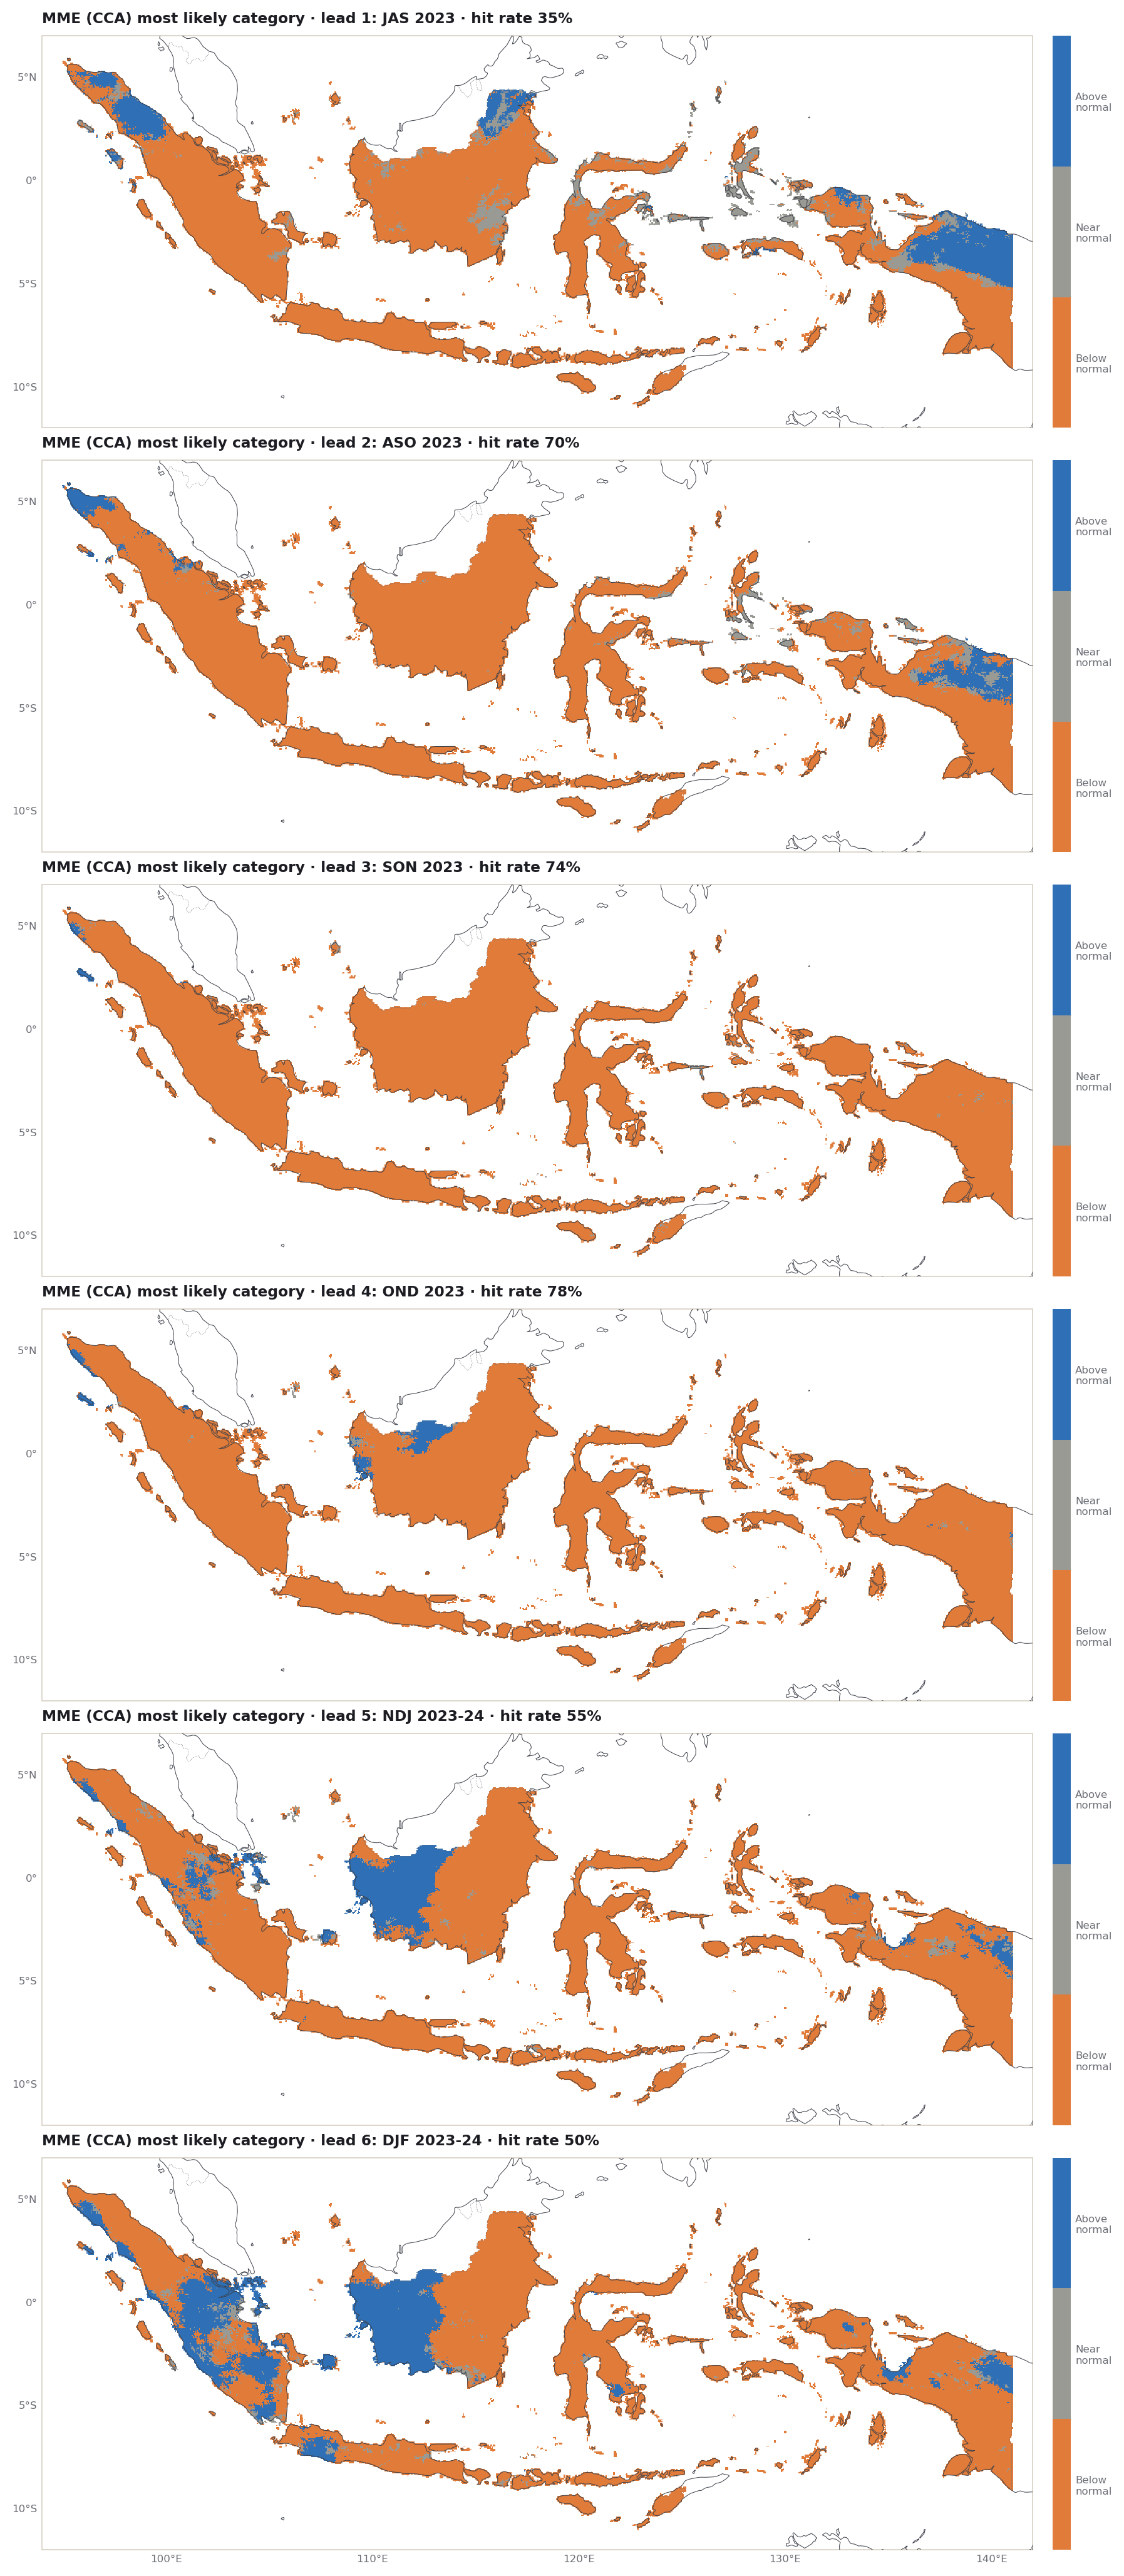 MME (CCA) most likely category · lead 1: JAS 2023 · hit rate 35%
5°N
0°
5°S
10°S
Above
normal
Near
normal
Below
normal
MME (CCA) most likely category · lead 2: ASO 2023 · hit rate 70%
5°N
0°
5°S
10°S
Above
normal
Near
normal
Below
normal
MME (CCA) most likely category · lead 3: SON 2023 · hit rate 74%
5°N
0°
5°S
10°S
Above
normal
Near
normal
Below
normal
MME (CCA) most likely category · lead 4: OND 2023 · hit rate 78%
5°N
0°
5°S
10°S
Above
normal
Near
normal
Below
normal
MME (CCA) most likely category · lead 5: NDJ 2023-24 · hit rate 55%
5°N
0°
5°S
10°S
Above
normal
Near
normal
Below
normal
MME (CCA) most likely category · lead 6: DJF 2023-24 · hit rate 50%
5°N
0°
5°S
10°S
Above
normal
Near
normal
Below
normal
100°E 110°E 120°E 130°E 140°E